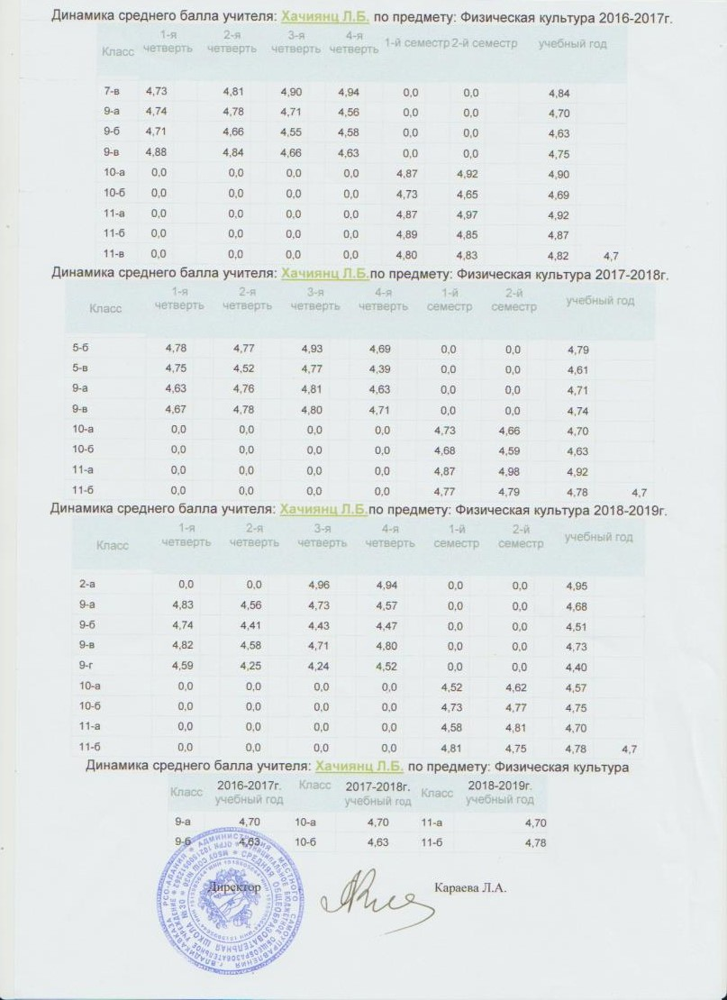 Динамика среднего балла учителя: Хачиянц Л.Б. по предмету: Физическая культура 2016-2017г.
Класс 1-я четверть 2-я четверть 3-я четверть 4-я четверть 1-й семестр 2-й семестр учебный год
7-в 4,73 4,81 4,90 4,94 0,0 0,0 4,84
9-а 4,74 4,78 4,71 4,56 0,0 0,0 4,70
9-б 4,71 4,66 4,55 4,58 0,0 0,0 4,63
9-в 4,88 4,84 4,66 4,63 0,0 0,0 4,75
10-а 0,0 0,0 0,0 0,0 4,87 4,92 4,90
10-б 0,0 0,0 0,0 0,0 4,73 4,65 4,69
11-а 0,0 0,0 0,0 0,0 4,87 4,97 4,92
11-б 0,0 0,0 0,0 0,0 4,89 4,85 4,87
11-в 0,0 0,0 0,0 0,0 4,80 4,83 4,82 4,7
Динамика среднего балла учителя: Хачиянц Л.Б.по предмету: Физическая культура 2017-2018г.
Класс 1-я четверть 2-я четверть 3-я четверть 4-я четверть 1-й семестр 2-й семестр учебный год
5-б 4,78 4,77 4,93 4,69 0,0 0,0 4,79
5-в 4,75 4,52 4,77 4,39 0,0 0,0 4,61
9-а 4,63 4,76 4,81 4,63 0,0 0,0 4,71
9-в 4,67 4,78 4,80 4,71 0,0 0,0 4,74
10-а 0,0 0,0 0,0 0,0 4,73 4,66 4,70
10-б 0,0 0,0 0,0 0,0 4,68 4,59 4,63
11-а 0,0 0,0 0,0 0,0 4,87 4,98 4,92
11-б 0,0 0,0 0,0 0,0 4,77 4,79 4,78 4,7
Динамика среднего балла учителя: Хачиянц Л.Б.по предмету: Физическая культура 2018-2019г.
Класс 1-я четверть 2-я четверть 3-я четверть 4-я четверть 1-й семестр 2-й семестр учебный год
2-а 0,0 0,0 4,96 4,94 0,0 0,0 4,95
9-а 4,83 4,56 4,73 4,57 0,0 0,0 4,68
9-б 4,74 4,41 4,43 4,47 0,0 0,0 4,51
9-в 4,82 4,58 4,71 4,80 0,0 0,0 4,73
9-г 4,59 4,25 4,24 4,52 0,0 0,0 4,40
10-а 0,0 0,0 0,0 0,0 4,52 4,62 4,57
10-б 0,0 0,0 0,0 0,0 4,73 4,77 4,75
11-а 0,0 0,0 0,0 0,0 4,58 4,81 4,70
11-б 0,0 0,0 0,0 0,0 4,81 4,75 4,78 4,7
Динамика среднего балла учителя: Хачиянц Л.Б. по предмету: Физическая культура
Класс 2016-2017г. учебный год Класс 2017-2018г. учебный год Класс 2018-2019г. учебный год
9-а 4,70 10-а 4,70 11-а 4,70
9-б 4,63 10-б 4,63 11-б 4,78
Директор Караева Л.А.
РСО-АЛАНИЯ АДМИНИСТРАЦИЯ МЕСТНОГО САМОУПРАВЛЕНИЯ г. ВЛАДИКАВКАЗА
СРЕДНЯЯ ОБЩЕОБРАЗОВАТЕЛЬНАЯ ШКОЛА №30